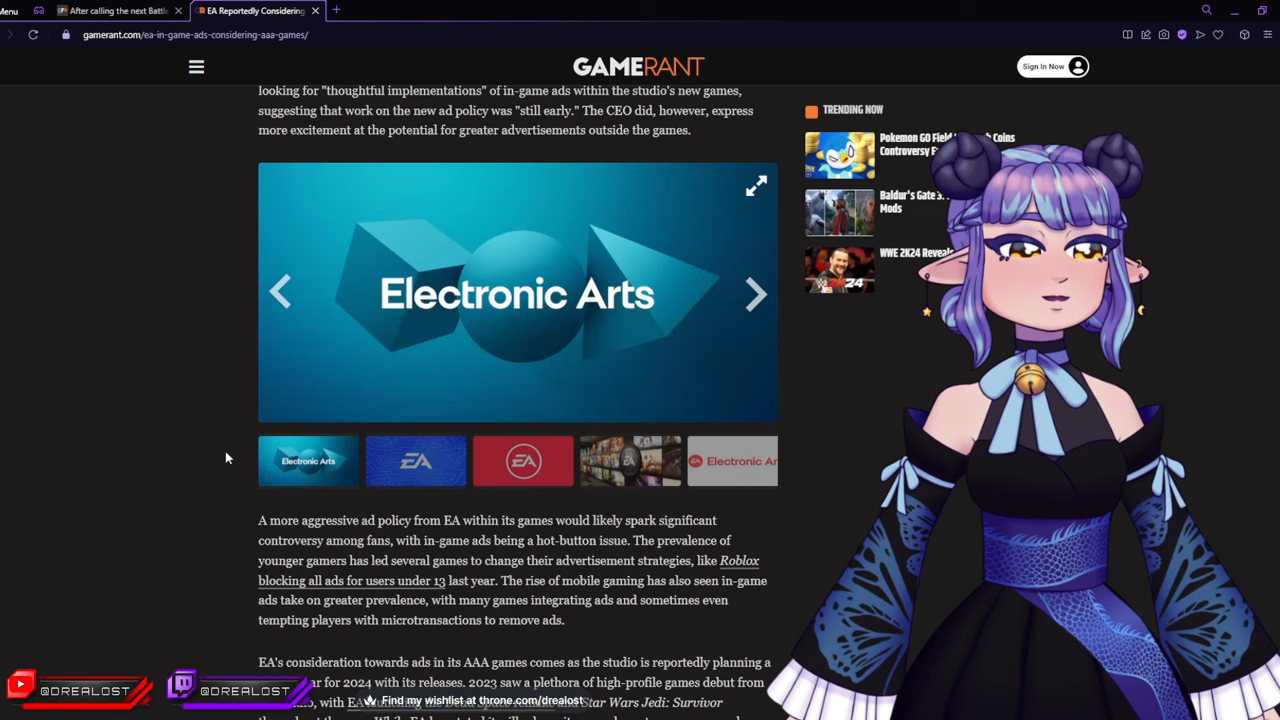 Menu
After calling the next Battl
EA Reportedly Considering
gamerant.com/ea-in-game-ads-considering-aaa-games/
GAMERANT
Sign In Now
looking for "thoughtful implementations" of in-game ads within the studio's new games,
suggesting that work on the new ad policy was "still early." The CEO did, however, express
more excitement at the potential for greater advertisements outside the games.
TRENDING NOW
Pokemon GO Field Coins
Controversy
Baldur's Gate 3:
Mods
WWE 2K24 Reveals
2K24
Electronic Arts
Electronic Arts
EA
EA
EA
EA Electronic Ar
A more aggressive ad policy from EA within its games would likely spark significant
controversy among fans, with in-game ads being a hot-button issue. The prevalence of
younger gamers has led several games to change their advertisement strategies, like Roblox
blocking all ads for users under 13 last year. The rise of mobile gaming has also seen in-game
ads take on greater prevalence, with many games integrating ads and sometimes even
tempting players with microtransactions to remove ads.
EA's consideration towards ads in its AAA games comes as the studio is reportedly planning a
ar for 2024 with its releases. 2023 saw a plethora of high-profile games debut from
io, with Star Wars Jedi: Survivor
@DREALOST
@DREALOST
Find my wishlist at throne.com/drealost